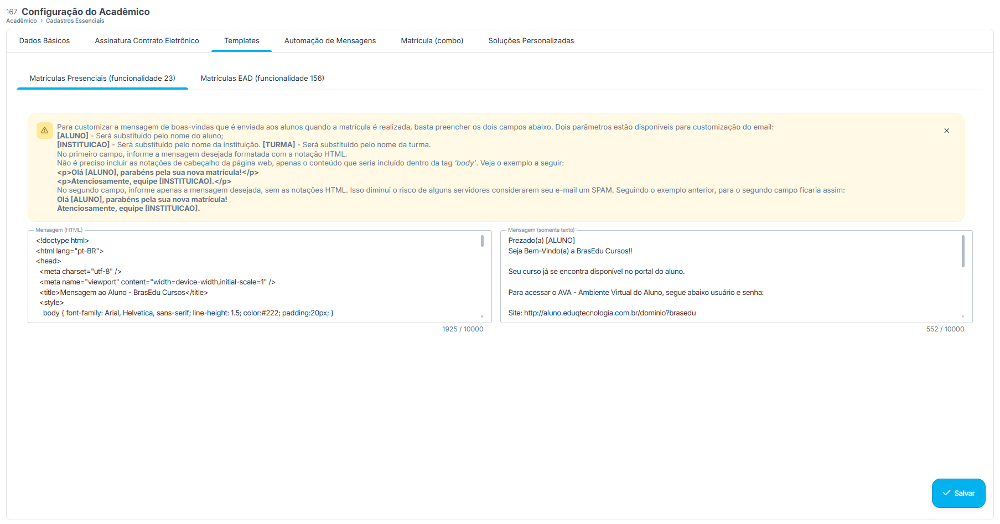 167 Configuração do Acadêmico
Acadêmico > Cadastros Essenciais
Dados Básicos Assinatura Contrato Eletrônico Templates Automação de Mensagens Matrícula (combo) Soluções Personalizadas
Matrículas Presenciais (funcionalidade 23) Matrículas EAD (funcionalidade 156)
Para customizar a mensagem de boas-vindas que é enviada aos alunos quando a matrícula é realizada, basta preencher os dois campos abaixo. Dois parâmetros estão disponíveis para customização do email:
[ALUNO] - Será substituído pelo nome do aluno;
[INSTITUICAO] - Será substituído pelo nome da instituição. [TURMA] - Será substituído pelo nome da turma.
No primeiro campo, informe a mensagem desejada formatada com a notação HTML.
Não é preciso incluir as notações de cabeçalho da página web, apenas o conteúdo que seria incluído dentro da tag ‘body’. Veja o exemplo a seguir:
<p>Olá [ALUNO], parabéns pela sua nova matrícula!</p>
<p>Atenciosamente, equipe [INSTITUICAO].</p>
No segundo campo, informe apenas a mensagem desejada, sem as notações HTML. Isso diminui o risco de alguns servidores considerarem seu e-mail um SPAM. Seguindo o exemplo anterior, para o segundo campo ficaria assim:
Olá [ALUNO], parabéns pela sua nova matrícula!
Atenciosamente, equipe [INSTITUICAO].
Mensagem (HTML)
<!doctype html>
<html lang="pt-BR">
<head>
<meta charset="utf-8" />
<meta name="viewport" content="width=device-width,initial-scale=1" />
<title>Mensagem ao Aluno - BrasEdu Cursos</title>
<style>
body { font-family: Arial, Helvetica, sans-serif; line-height: 1.5; color:#222; padding:20px; }
1925 / 10000
Mensagem (somente texto)
Prezado(a) [ALUNO]
Seja Bem-Vindo(a) a BrasEdu Cursos!!
Seu curso já se encontra disponível no portal do aluno.
Para acessar o AVA - Ambiente Virtual do Aluno, segue abaixo usuário e senha:
Site: http://aluno.eduqtecnologia.com.br/dominio?brasedu
552 / 10000
Salvar